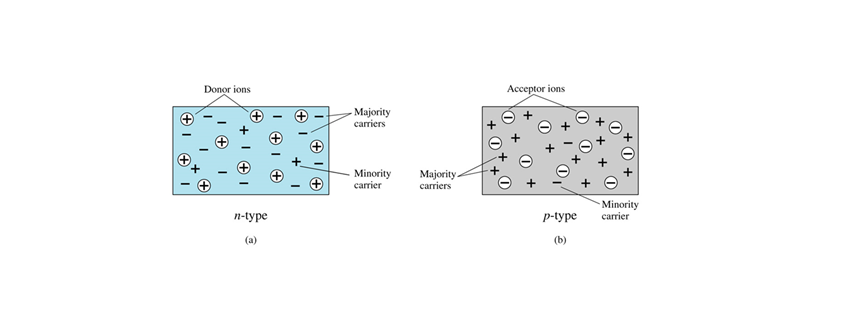 Donor ions
Majority
carriers
Minority
carrier
n-type
(a)
Acceptor ions
Majority
carriers
Minority
carrier
p-type
(b)